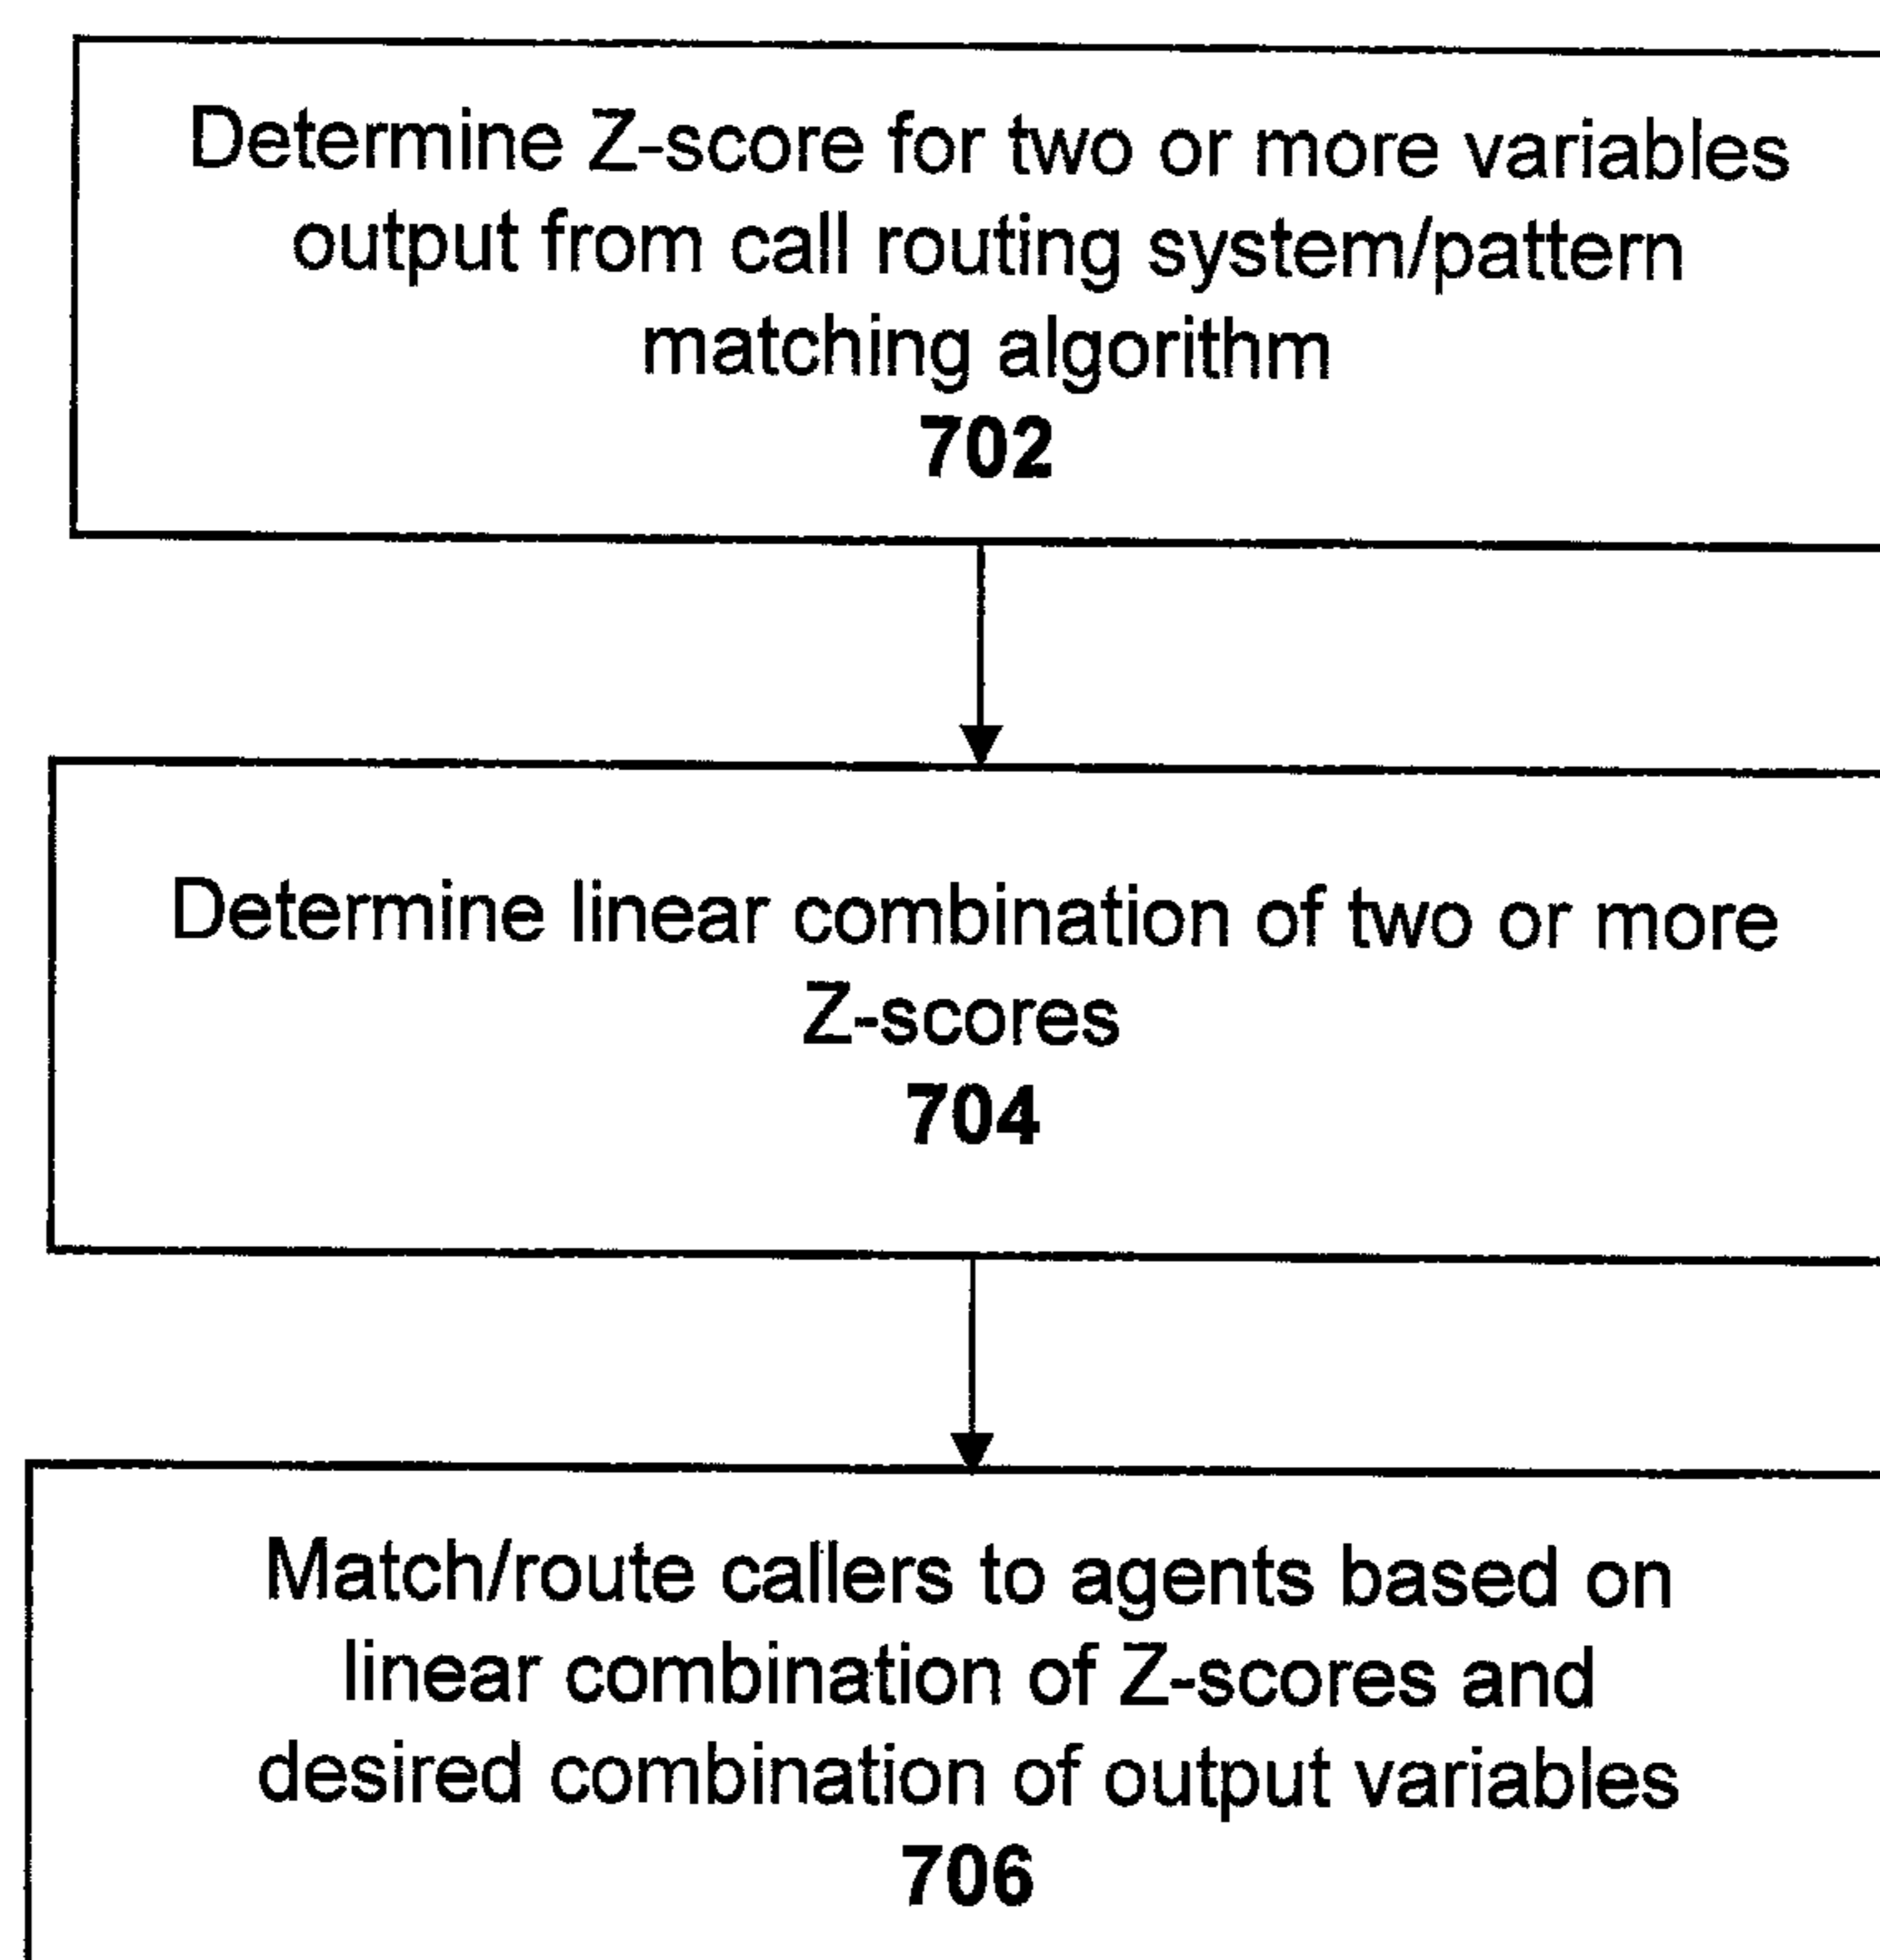 Determine Z-score for two or more variables
output from call routing system/pattern
matching algorithm
702
Determine linear combination of two or more
Z-scores
704
Match/route callers to agents based on
linear combination of Z-scores and
desired combination of output variables
706